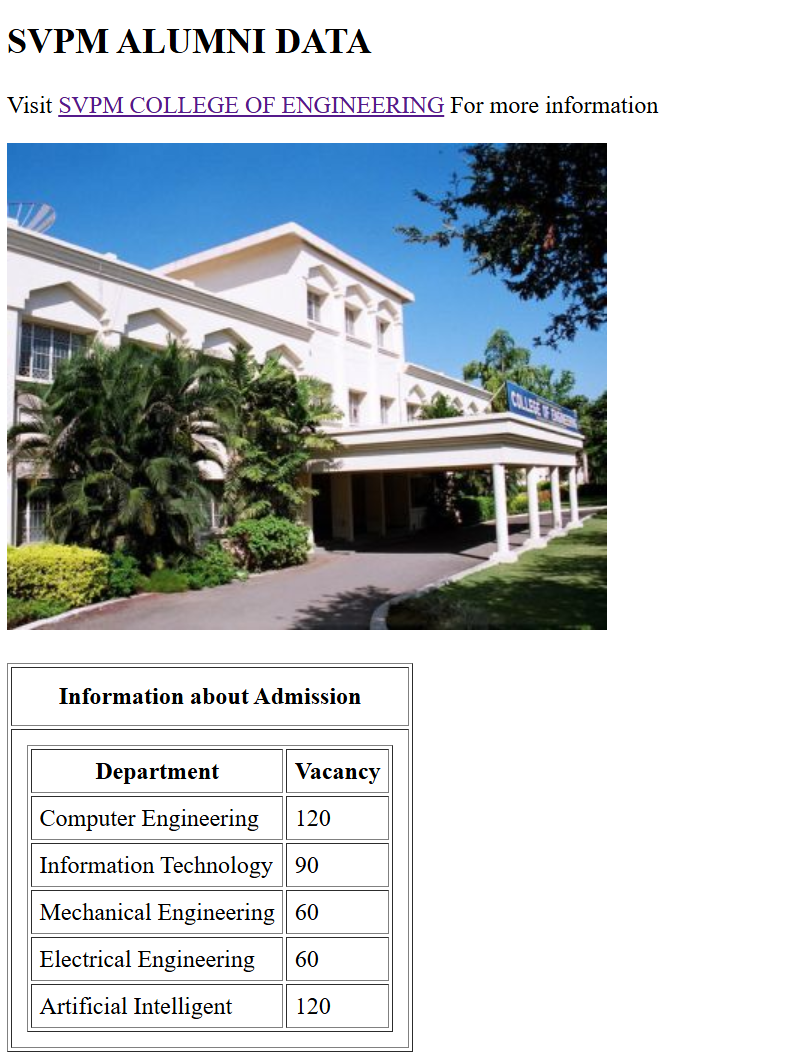 SVPM ALUMNI DATA
Visit SVPM COLLEGE OF ENGINEERING For more information
COLLEGE OF ENGINEERING
Information about Admission
Department Vacancy
Computer Engineering 120
Information Technology 90
Mechanical Engineering 60
Electrical Engineering 60
Artificial Intelligent 120